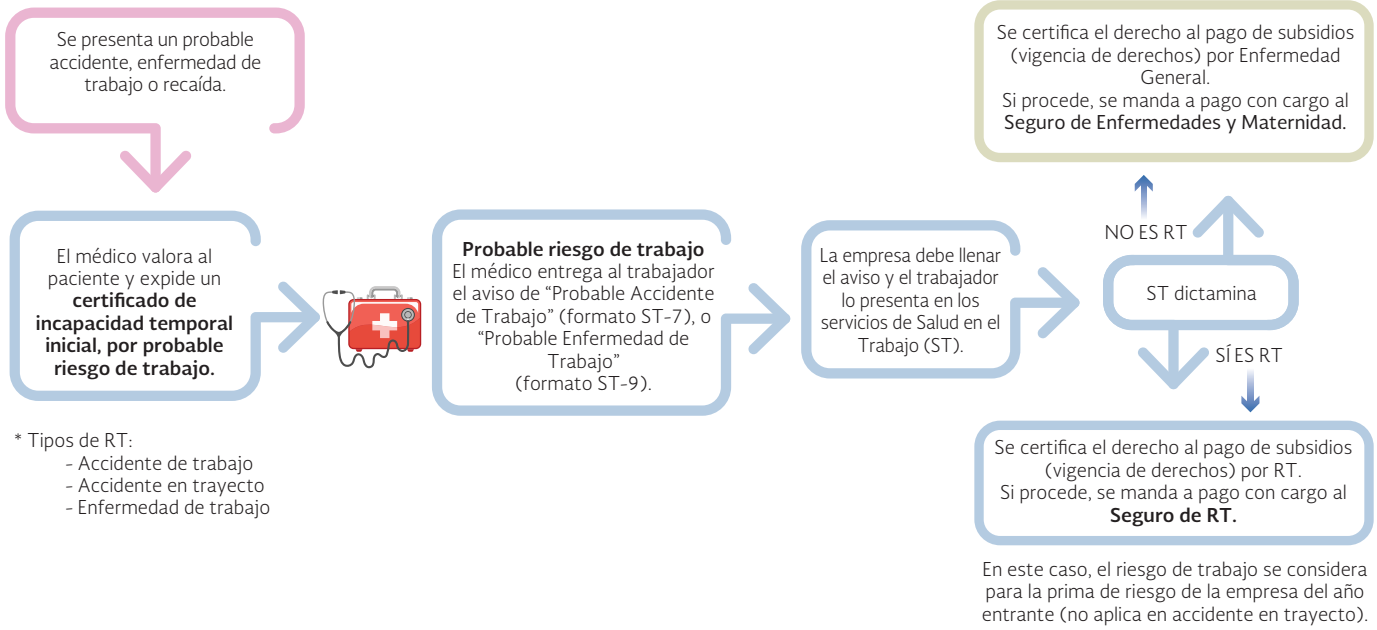 Se presenta un probable
accidente, enfermedad de
trabajo o recaída.
El médico valora al
paciente y expide un
certificado de
incapacidad temporal
inicial, por probable
riesgo de trabajo.
* Tipos de RT:
- Accidente de trabajo
- Accidente en trayecto
- Enfermedad de trabajo
Probable riesgo de trabajo
El médico entrega al trabajador
el aviso de “Probable Accidente
de Trabajo” (formato ST-7), o
“Probable Enfermedad de
Trabajo”
(formato ST-9).
La empresa debe llenar
el aviso y el trabajador
lo presenta en los
servicios de Salud en el
Trabajo (ST).
ST dictamina
NO ES RT
Se certifica el derecho al pago de subsidios
(vigencia de derechos) por Enfermedad
General.
Si procede, se manda a pago con cargo al
Seguro de Enfermedades y Maternidad.
SÍ ES RT
Se certifica el derecho al pago de subsidios
(vigencia de derechos) por RT.
Si procede, se manda a pago con cargo al
Seguro de RT.
En este caso, el riesgo de trabajo se considera
para la prima de riesgo de la empresa del año
entrante (no aplica en accidente en trayecto).